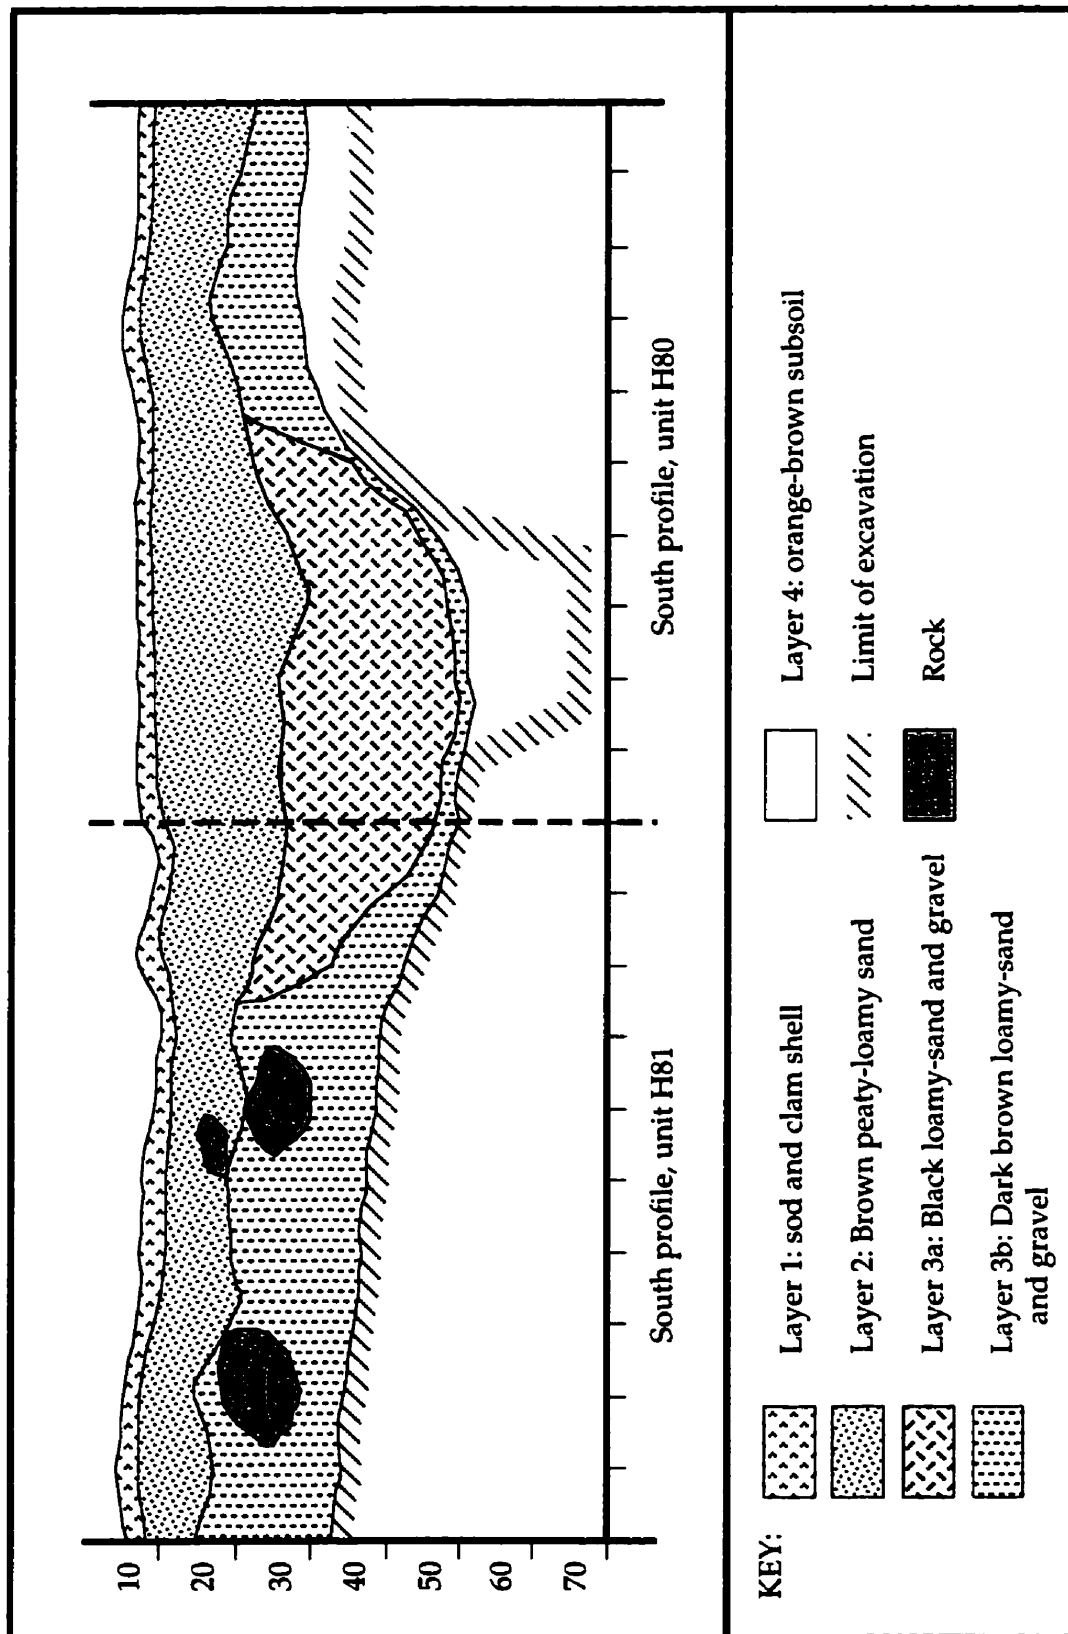 10
20
30
40
50
60
70
South profile, unit H81
South profile, unit H80
KEY:
Layer 1: sod and clam shell
Layer 2: Brown peaty-loamy sand
Layer 3a: Black loamy-sand and gravel
Layer 3b: Dark brown loamy-sand
and gravel
Layer 4: orange-brown subsoil
Limit of excavation
Rock